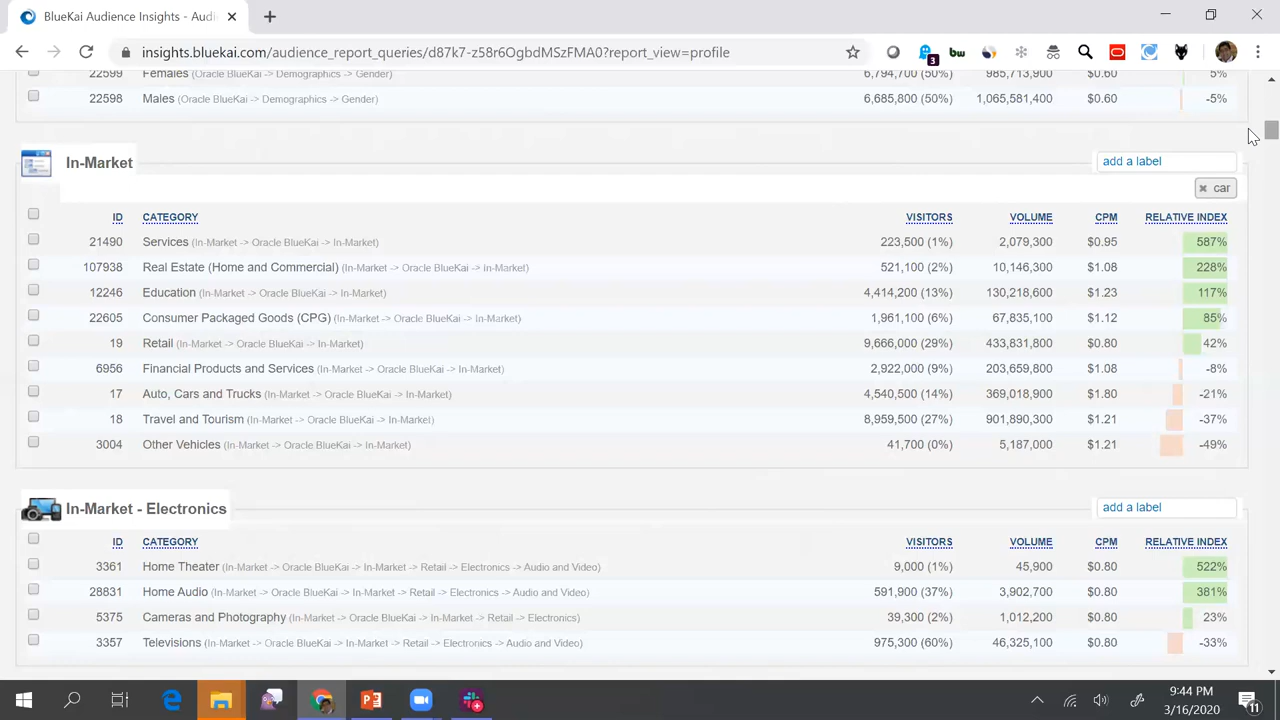 BlueKai Audience Insights - Audi
insights.bluekai.com/audience_report_queries/d87k7-z58r6OgbdMSzFMA0?report_view=profile
3
bw
22599 Females (Oracle BlueKai -> Demographics -> Gender) 6,794,700 (50%) 985,713,900 $0.60 5%
22598 Males (Oracle BlueKai -> Demographics -> Gender) 6,685,800 (50%) 1,065,581,400 $0.60 -5%
In-Market add a label
car
ID CATEGORY VISITORS VOLUME CPM RELATIVE INDEX
21490 Services (In-Market -> Oracle BlueKai -> In-Market) 223,500 (1%) 2,079,300 $0.95 587%
107938 Real Estate (Home and Commercial) (In-Market -> Oracle BlueKai -> In-Market) 521,100 (2%) 10,146,300 $1.08 228%
12246 Education (In-Market -> Oracle BlueKai -> In-Market) 4,414,200 (13%) 130,218,600 $1.23 117%
22605 Consumer Packaged Goods (CPG) (In-Market -> Oracle BlueKai -> In-Market) 1,961,100 (6%) 67,835,100 $1.12 85%
19 Retail (In-Market -> Oracle BlueKai -> In-Market) 9,666,000 (29%) 433,831,800 $0.80 42%
6956 Financial Products and Services (In-Market -> Oracle BlueKai -> In-Market) 2,922,000 (9%) 203,659,800 $1.08 -8%
17 Auto, Cars and Trucks (In-Market -> Oracle BlueKai -> In-Market) 4,540,500 (14%) 369,018,900 $1.80 -21%
18 Travel and Tourism (In-Market -> Oracle BlueKai -> In-Market) 8,959,500 (27%) 901,890,300 $1.21 -37%
3004 Other Vehicles (In-Market -> Oracle BlueKai -> In-Market) 41,700 (0%) 5,187,000 $1.21 -49%
In-Market - Electronics add a label
ID CATEGORY VISITORS VOLUME CPM RELATIVE INDEX
3361 Home Theater (In-Market -> Oracle BlueKai -> In-Market -> Retail -> Electronics -> Audio and Video) 9,000 (1%) 45,900 $0.80 522%
28831 Home Audio (In-Market -> Oracle BlueKai -> In-Market -> Retail -> Electronics -> Audio and Video) 591,900 (37%) 3,902,700 $0.80 381%
5375 Cameras and Photography (In-Market -> Oracle BlueKai -> In-Market -> Retail -> Electronics) 39,300 (2%) 1,012,200 $0.80 23%
3357 Televisions (In-Market -> Oracle BlueKai -> In-Market -> Retail -> Electronics -> Audio and Video) 975,300 (60%) 46,325,100 $0.80 -33%
9:44 PM
3/16/2020
11